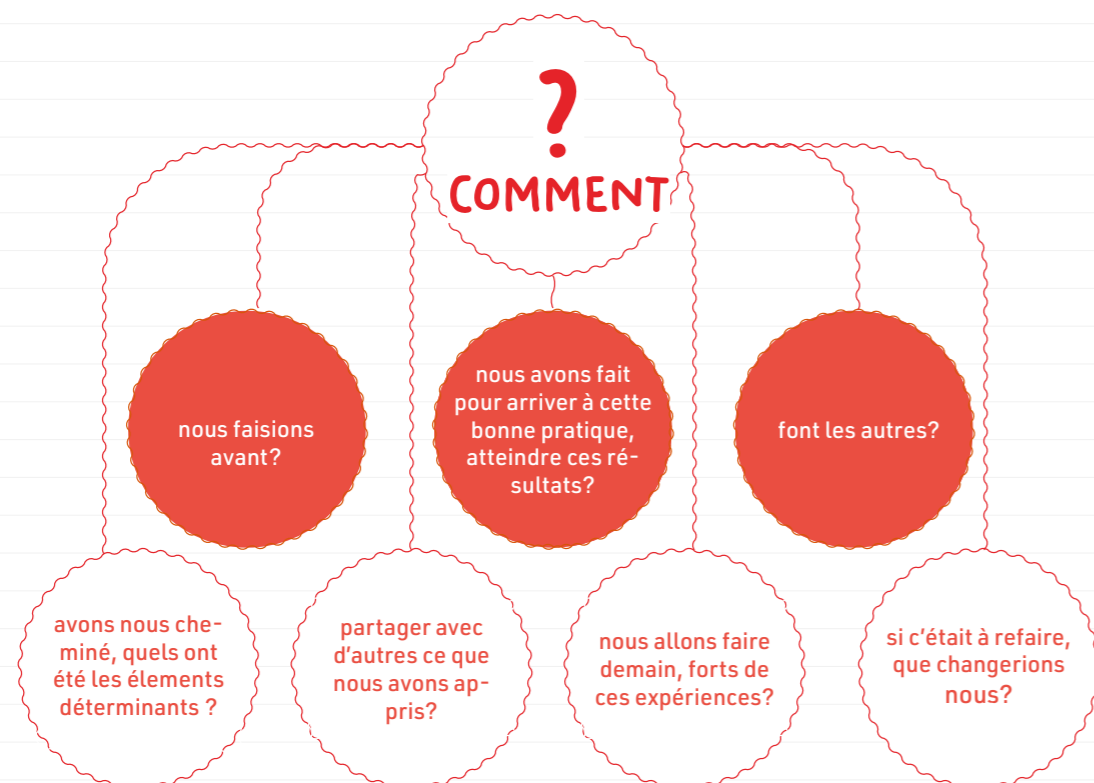 ?
COMMENT
nous faisions
avant?
nous avons fait
pour arriver à cette
bonne pratique,
atteindre ces ré-
sultats?
font les autres?
avons nous che-
miné, quels ont
été les élements
déterminants ?
partager avec
d'autres ce que
nous avons ap-
pris?
nous allons faire
demain, forts de
ces expériences?
si c'était à refaire,
que changerions
nous?